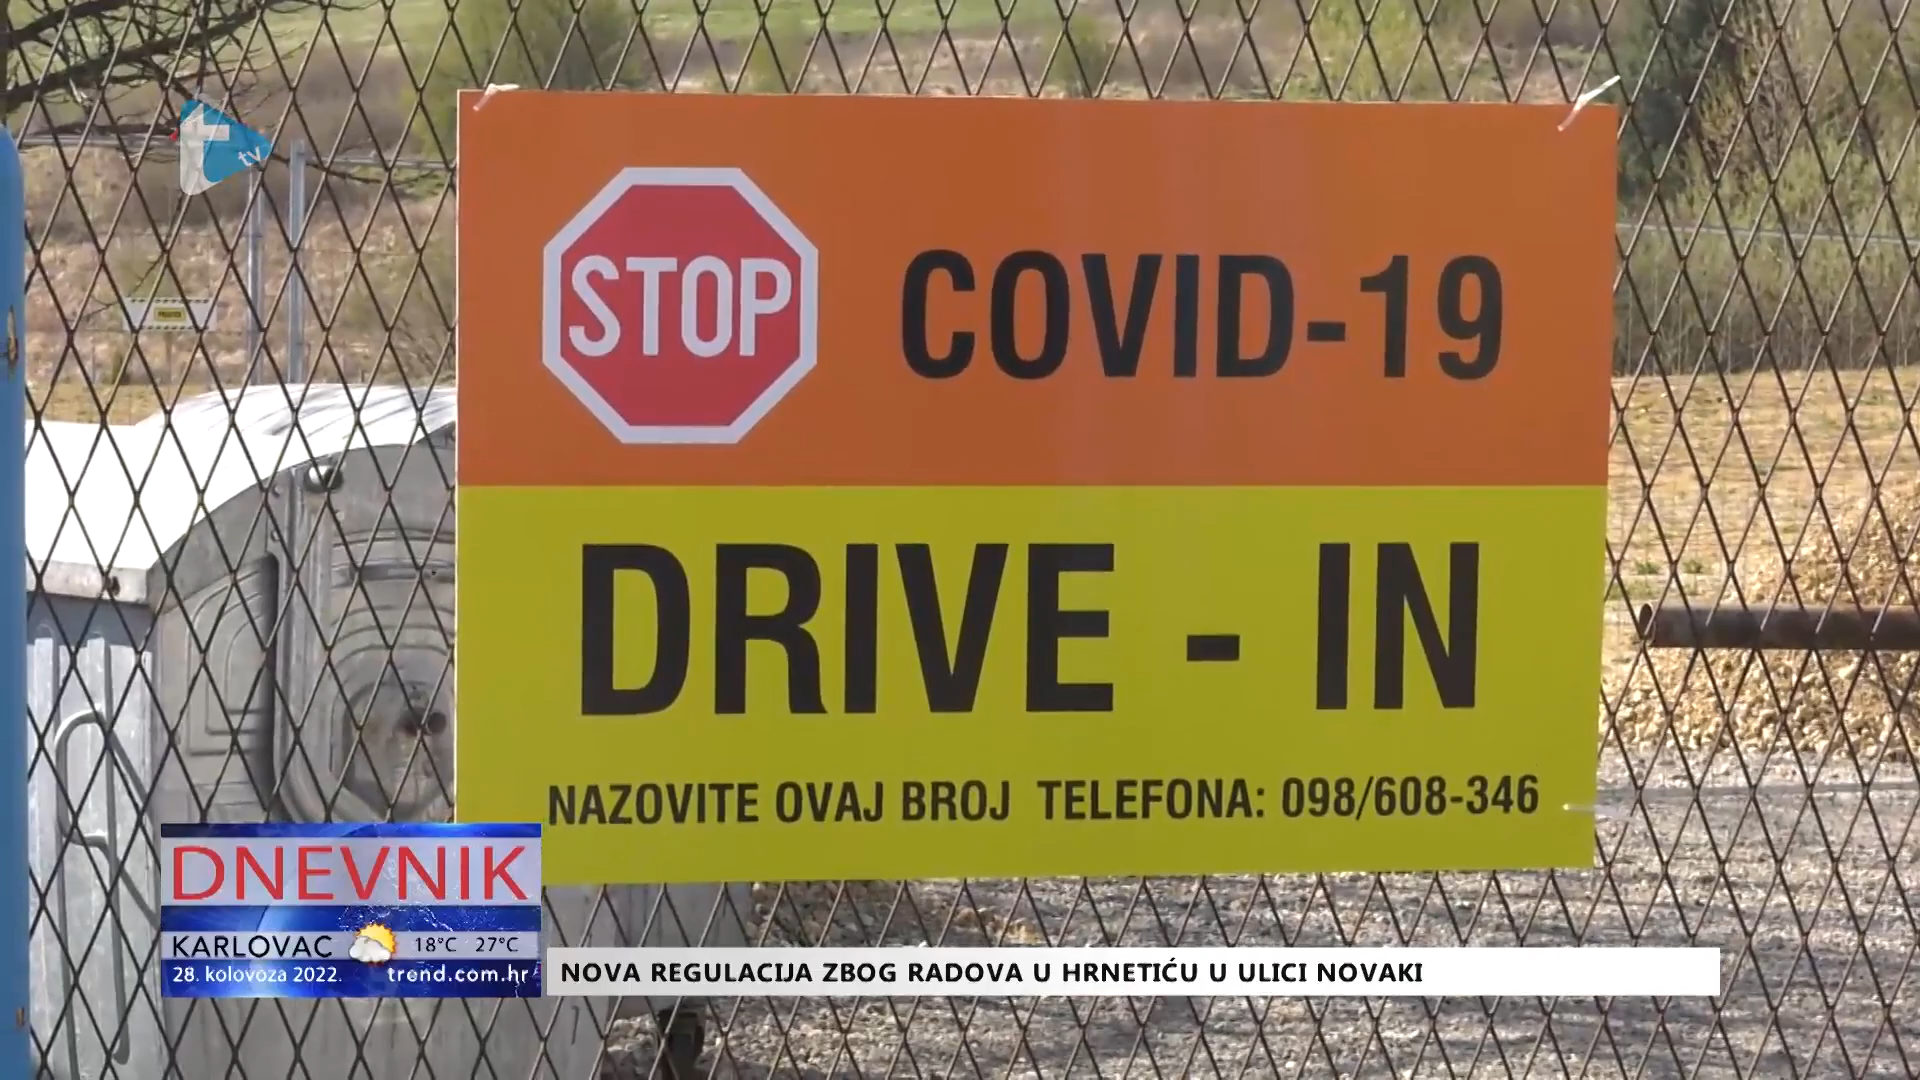 t tv
STOP
COVID-19
DRIVE - IN
NAZOVITE OVAJ BROJ TELEFONA: 098/608-346
DNEVNIK
KARLOVAC 18°C 27°C
28. kolovoza 2022. trend.com.hr
NOVA REGULACIJA ZBOG RADOVA U HRNETIĆU U ULICI NOVAKI